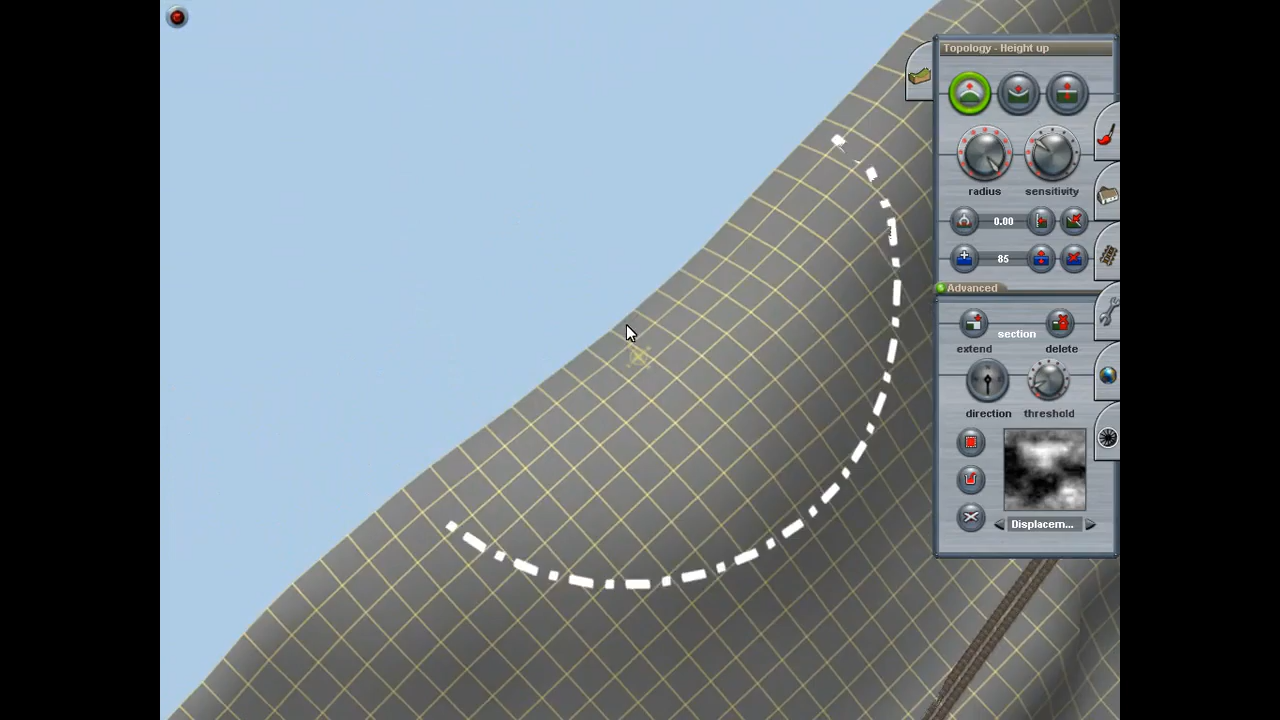 Topology - Height up
radius sensitivity
0.00
85
Advanced
section
extend delete
direction threshold
Displacem...